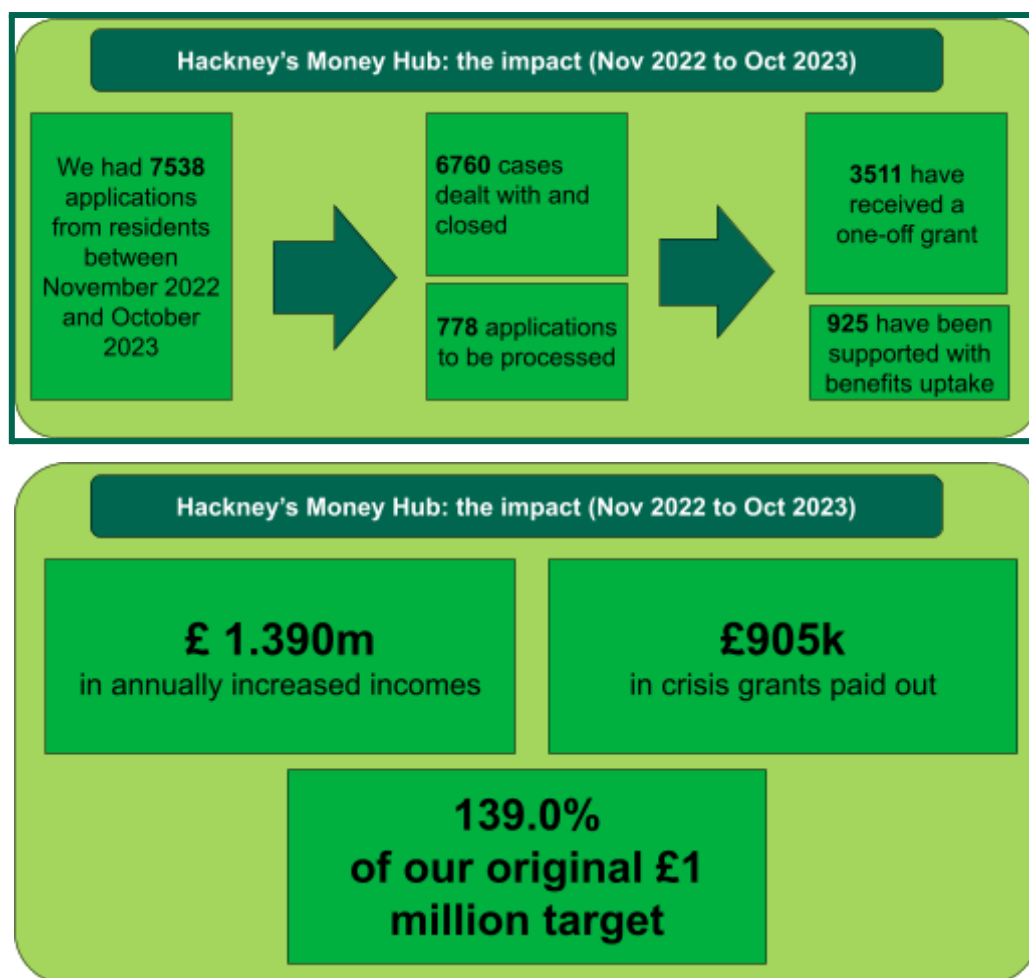 Hackney’s Money Hub: the impact (Nov 2022 to Oct 2023)
We had 7538
applications
from residents
between
November 2022
and October
2023
6760 cases
dealt with and
closed
778 applications
to be processed
3511 have
received a
one-off grant
925 have been
supported with
benefits uptake
Hackney’s Money Hub: the impact (Nov 2022 to Oct 2023)
£ 1.390m
in annually increased incomes
£905k
in crisis grants paid out
139.0%
of our original £1
million target